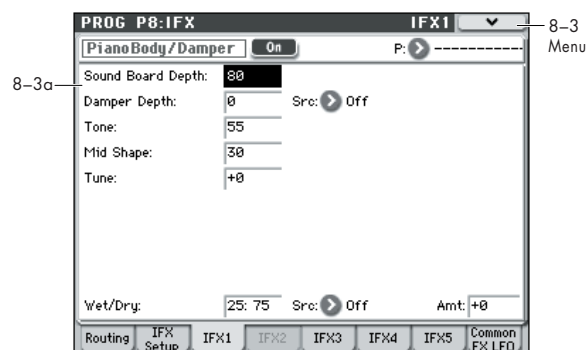 PROG P8:IFX IFX1
8–3
Menu
PianoBody/Damper On P: -----------
8–3a
Sound Board Depth: 80
Damper Depth: 0 Src: Off
Tone: 55
Mid Shape: 30
Tune: +0
Wet/Dry: 25: 75 Src: Off Amt: +0
Routing IFX Setup IFX1 IFX2 IFX3 IFX4 IFX5 Common FX LFO